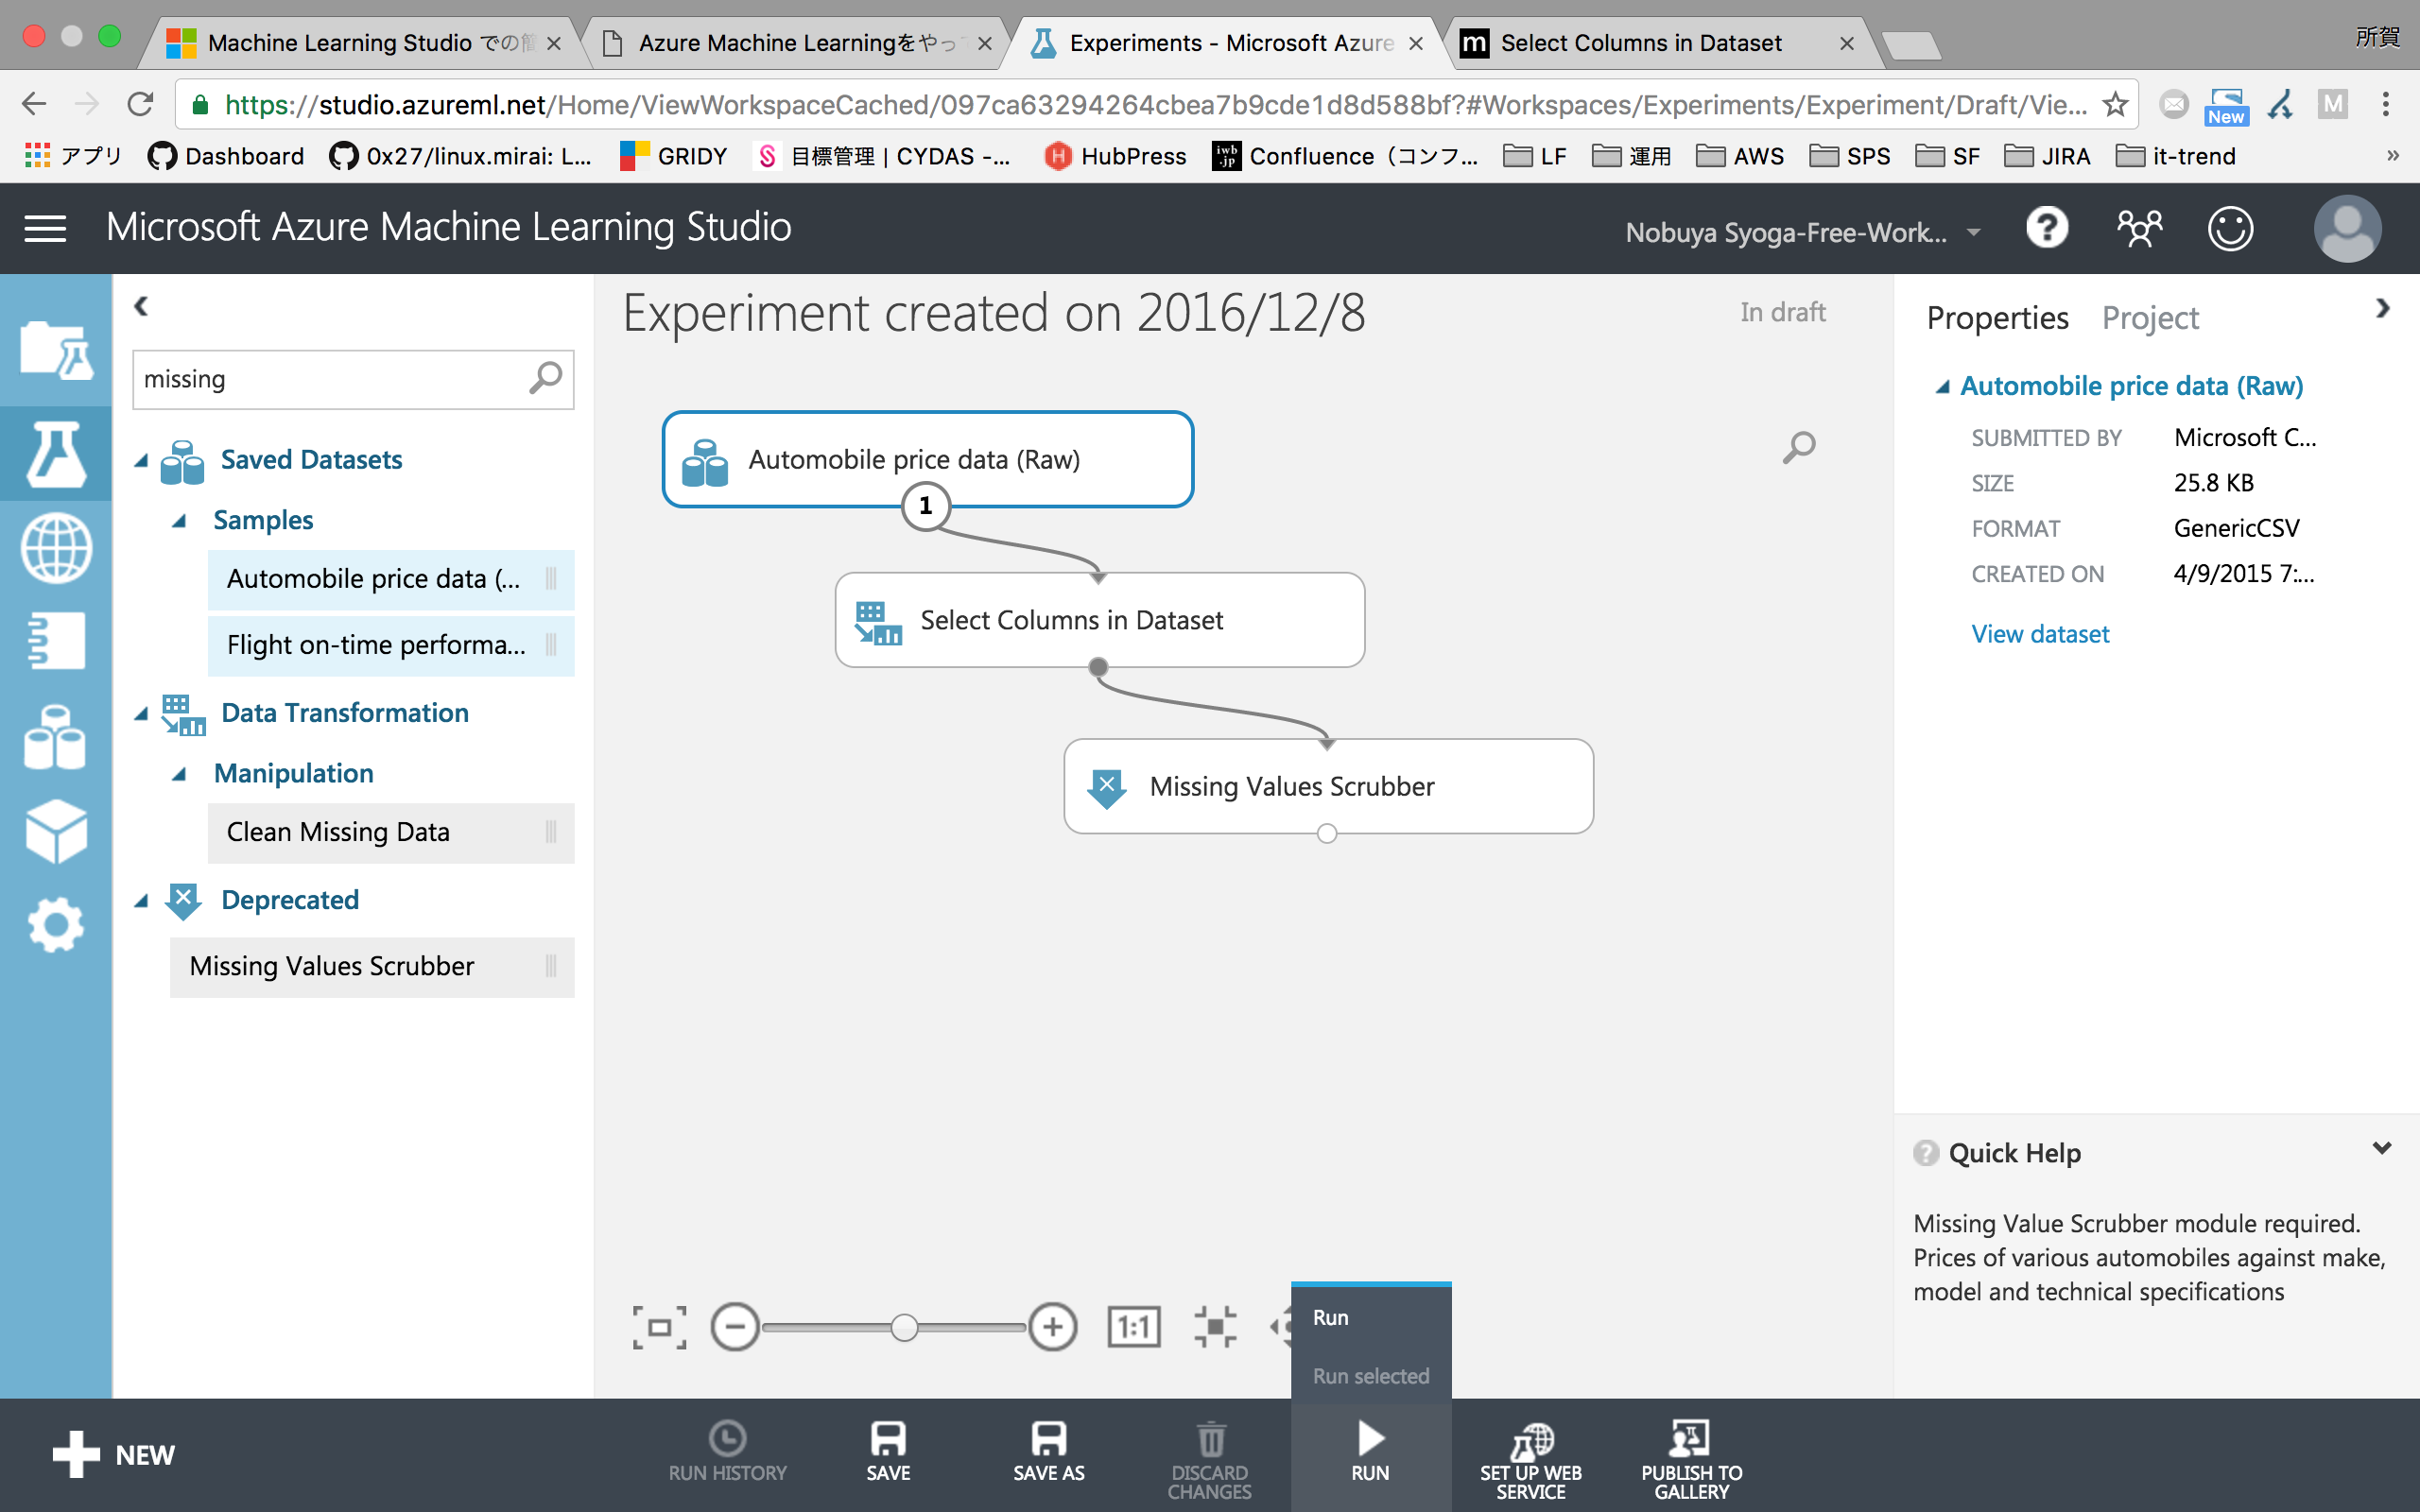 Machine Learning Studio での簡
Azure Machine Learningをやって
Experiments - Microsoft Azure
Select Columns in Dataset
所賀
https://studio.azureml.net/Home/ViewWorkspaceCached/097ca63294264cbea7b9cde1d8d588bf?#Workspaces/Experiments/Experiment/Draft/Vie...
New
M
アプリ
Dashboard
0x27/linux.mirai: L...
GRIDY
目標管理 | CYDAS -...
HubPress
iwb.jp
Confluence（コンフ...
LF
運用
AWS
SPS
SF
JIRA
it-trend
»
Microsoft Azure Machine Learning Studio
Nobuya Syoga-Free-Work...
missing
Saved Datasets
Samples
Automobile price data (...
Flight on-time performa...
Data Transformation
Manipulation
Clean Missing Data
Deprecated
Missing Values Scrubber
Experiment created on 2016/12/8
In draft
Automobile price data (Raw)
1
Select Columns in Dataset
Missing Values Scrubber
1:1
Properties
Project
Automobile price data (Raw)
SUBMITTED BY Microsoft C...
SIZE 25.8 KB
FORMAT GenericCSV
CREATED ON 4/9/2015 7:...
View dataset
Quick Help
Missing Value Scrubber module required.
Prices of various automobiles against make,
model and technical specifications
Run
Run selected
NEW
RUN HISTORY
SAVE
SAVE AS
DISCARD
CHANGES
RUN
SET UP WEB
SERVICE
PUBLISH TO
GALLERY